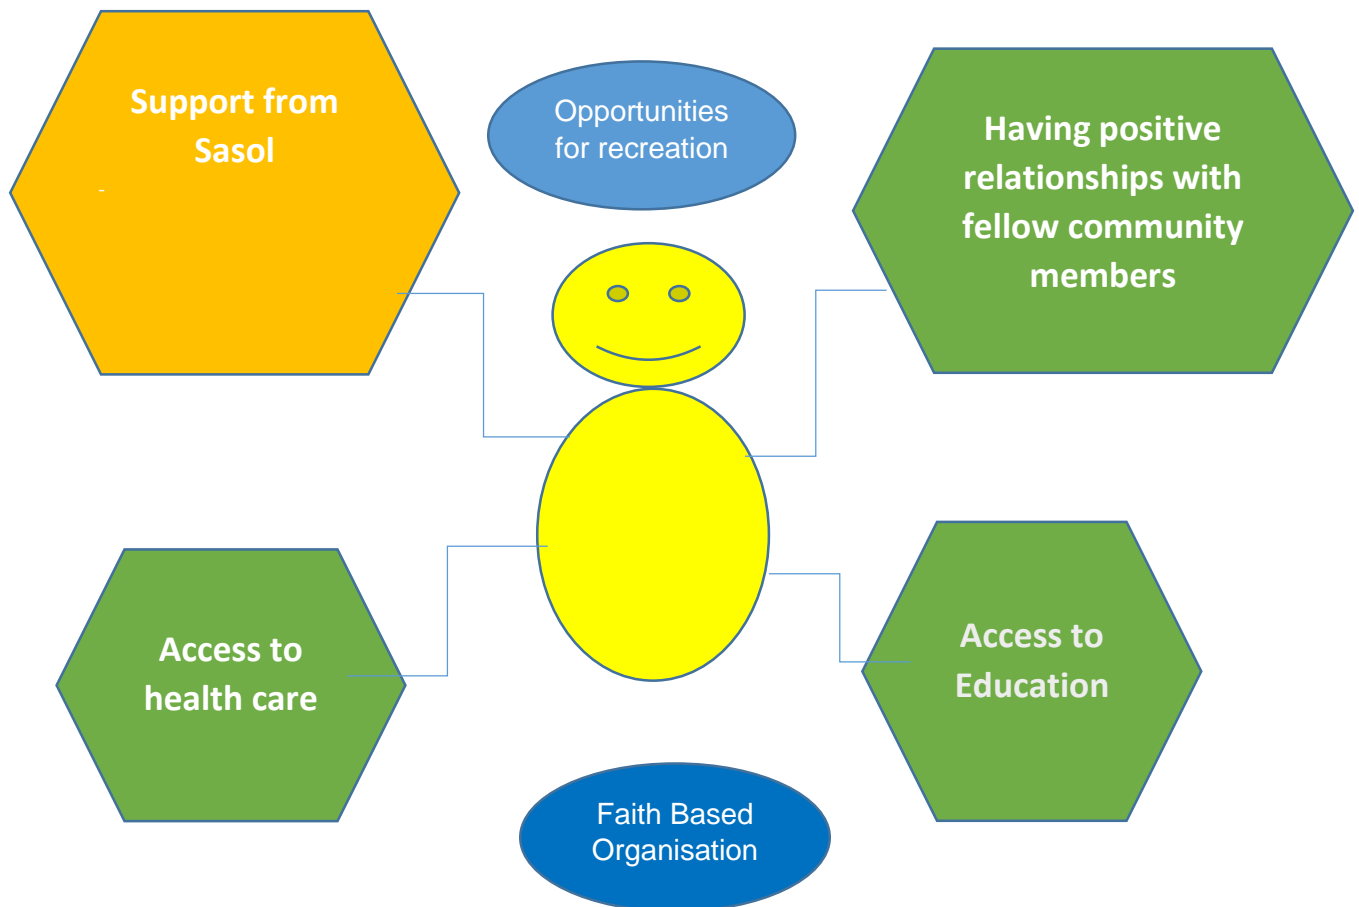 Support from
Sasol
-
Opportunities
for recreation
Having positive
relationships with
fellow community
members
Access to
health care
Access to
Education
Faith Based
Organisation